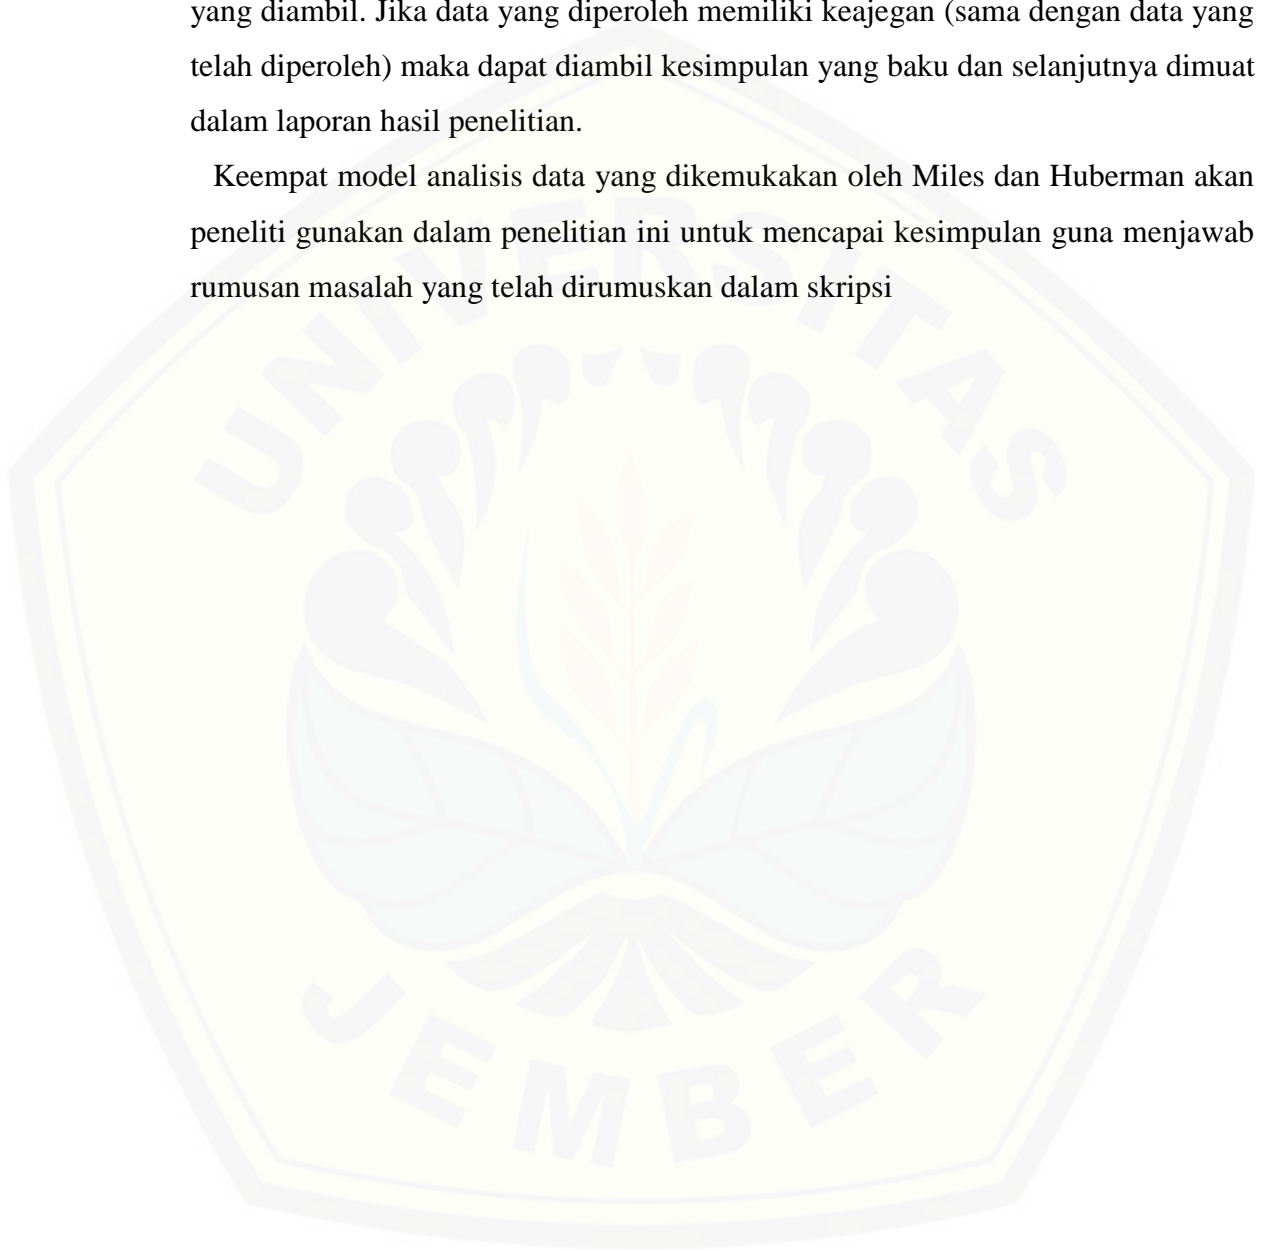 yang diambil. Jika data yang diperoleh memiliki keajegan (sama dengan data yang
telah diperoleh) maka dapat diambil kesimpulan yang baku dan selanjutnya dimuat
dalam laporan hasil penelitian.
Keempat model analisis data yang dikemukakan oleh Miles dan Huberman akan
peneliti gunakan dalam penelitian ini untuk mencapai kesimpulan guna menjawab
rumusan masalah yang telah dirumuskan dalam skripsi
UNIVERSITAS
JEMBER